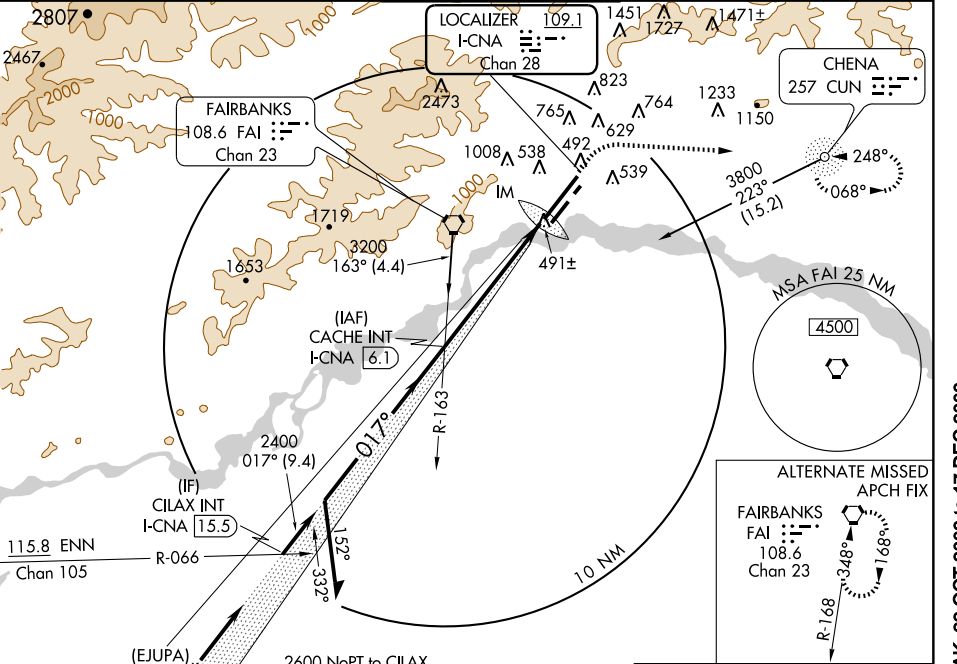 2807
2467
2000
1000
1000
LOCALIZER 109.1
I-CNA
Chan 28
1451
1727
1471±
CHENA
257 CUN
FAIRBANKS
108.6 FAI
Chan 23
2473
823
765
764
629
1233
1150
1008
538
492
539
248°
068°
3800
223°
(15.2)
IM
1000
1719
1653
3200
163° (4.4)
491±
MSA FAI 25 NM
4500
(IAF)
CACHE INT
I-CNA 6.1
R-163
017°
2400
017° (9.4)
(IF)
CILAX INT
I-CNA 15.5
115.8 ENN
Chan 105
R-066
152°
332°
10 NM
ALTERNATE MISSED
APCH FIX
FAIRBANKS
FAI
108.6
Chan 23
348°
168°
R-168
(EJUPA)
2600 NoPT to CILAX